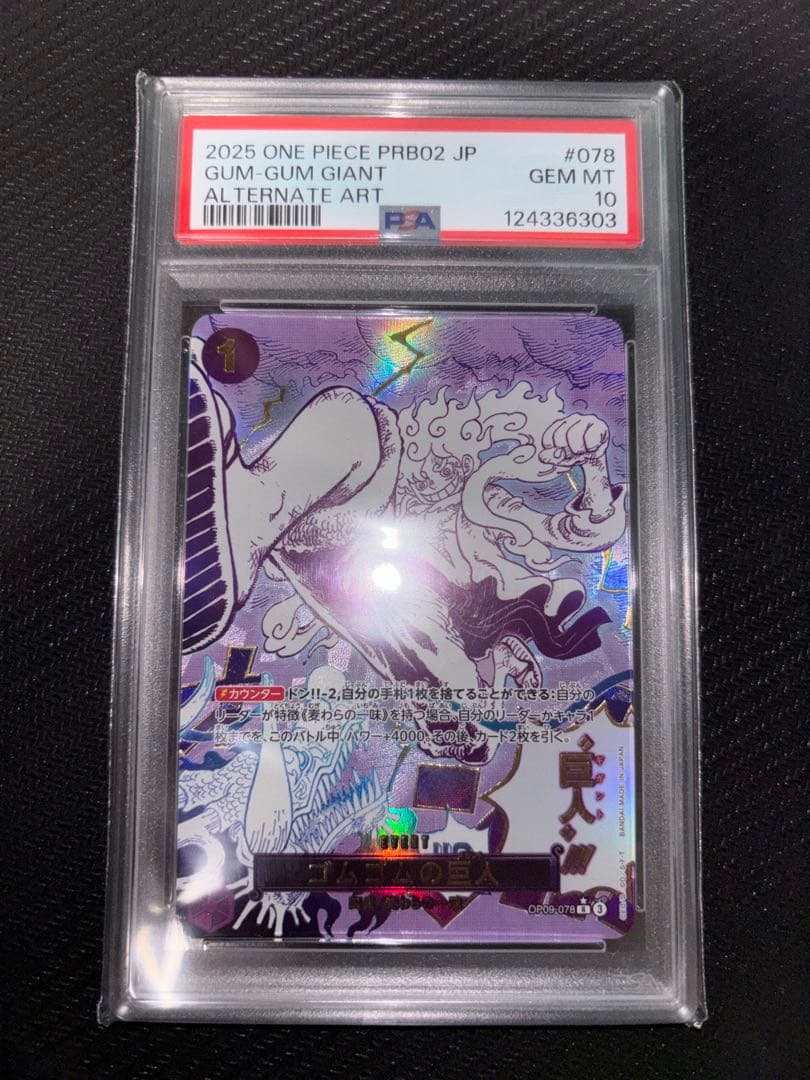 2025 ONE PIECE PRB02 JP #078
GUM-GUM GIANT GEM MT
ALTERNATE ART 10
PSA 124336303
1
カウンター ドン!!-2,自分の手札1枚を捨てることができる:自分の
リーダーが特徴《麦わらの一味》を持つ場合、自分のリーダーかキャラ1
枚までを、このバトル中、パワー+4000。その後、カード2枚を引く。
"巨人"
ギガント
BANDAI MADE IN JAPAN
EVENT
ゴムゴムの巨人
OP09-078 R 3